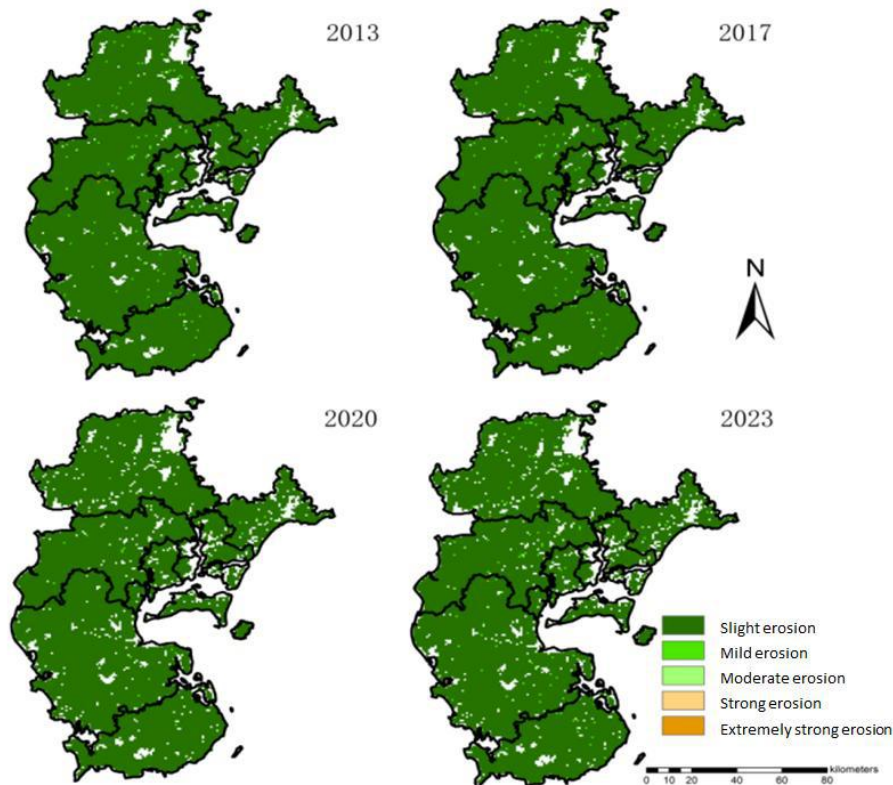 2013
2017
N
2020
2023
Slight erosion
Mild erosion
Moderate erosion
Strong erosion
Extremely strong erosion
kilometers
0 10 20 40 60 80